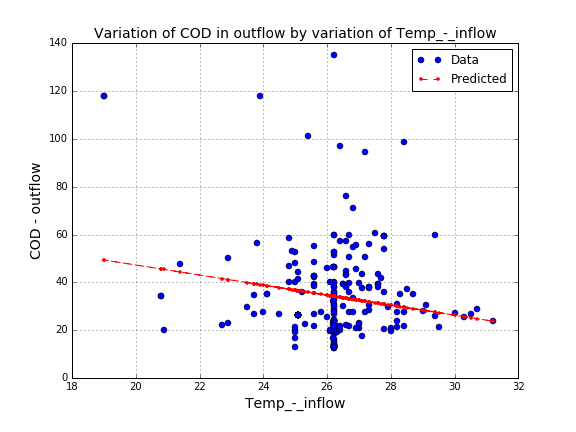 Variation of COD in outflow by variation of Temp_-_inflow
Data
Predicted
140
120
100
80
60
40
20
0
COD - outflow
18 20 22 24 26 28 30 32
Temp_-_inflow